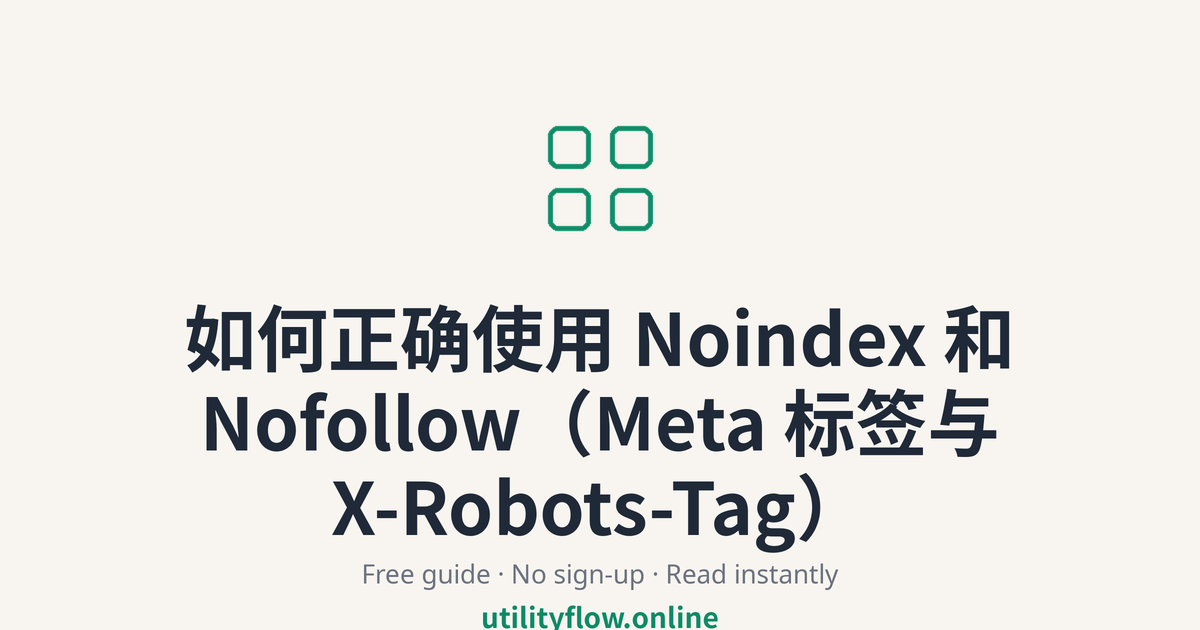 如何正确使用 Noindex 和
Nofollow（Meta 标签与
X-Robots-Tag）
Free guide · No sign-up · Read instantly
utilityflow.online